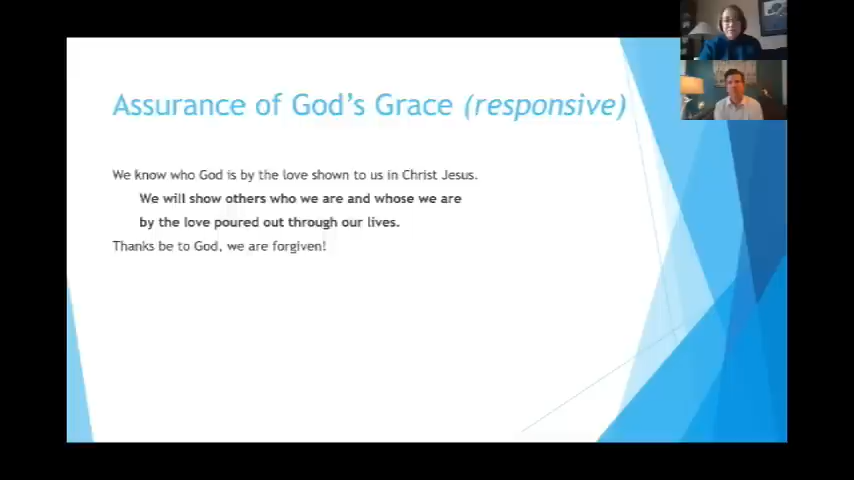 Assurance of God's Grace (responsive)
We know who God is by the love shown to us in Christ Jesus.
We will show others who we are and whose we are
by the love poured out through our lives.
Thanks be to God, we are forgiven!